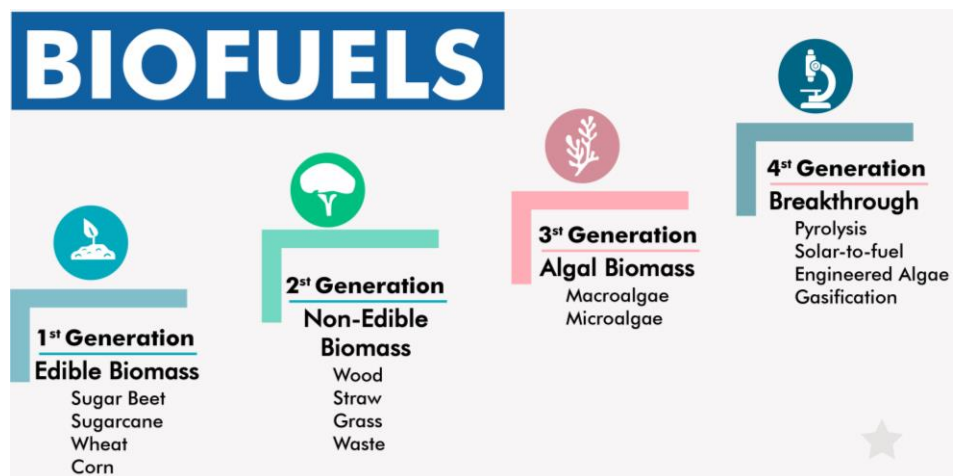 BIOFUELS
1st Generation
Edible Biomass
Sugar Beet
Sugarcane
Wheat
Corn
2st Generation
Non-Edible
Biomass
Wood
Straw
Grass
Waste
3st Generation
Algal Biomass
Macroalgae
Microalgae
4st Generation
Breakthrough
Pyrolysis
Solar-to-fuel
Engineered Algae
Gasification